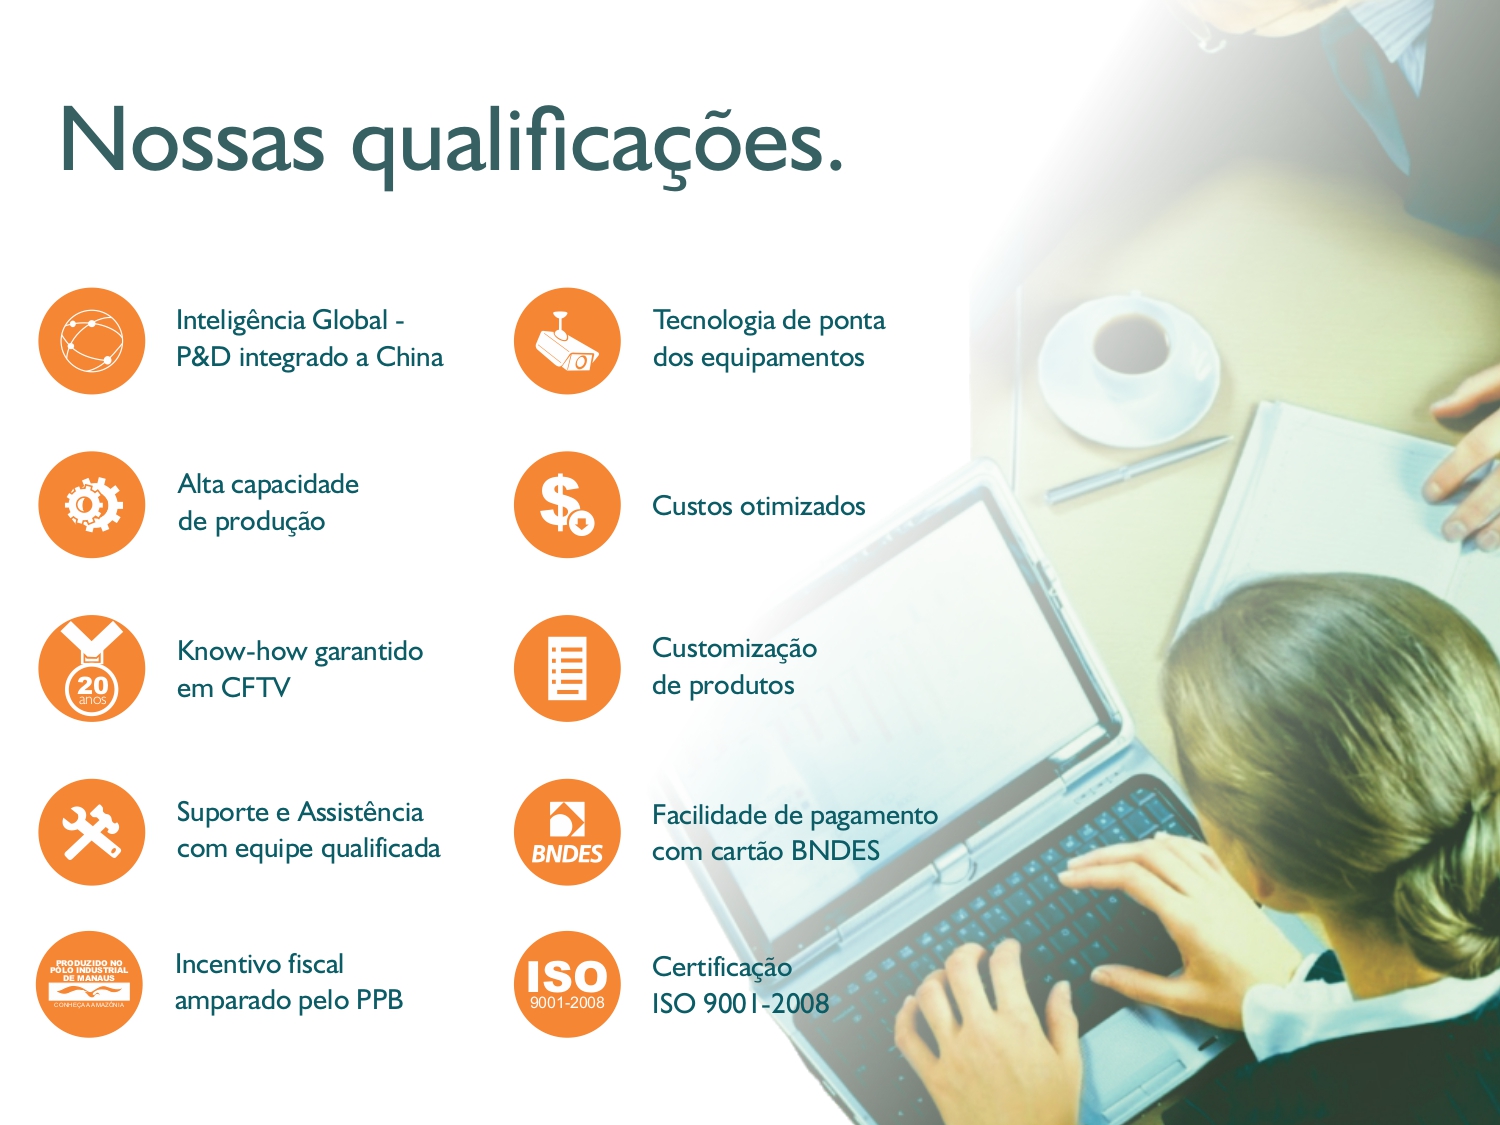 Nossas qualificações.
Inteligência Global -
P&D integrado a China
Tecnologia de ponta
dos equipamentos
Alta capacidade
de produção
Custos otimizados
20
anos
Know-how garantido
em CFTV
Customização
de produtos
Suporte e Assistência
com equipe qualificada
BNDES
Facilidade de pagamento
com cartão BNDES
PRODUZIDO NO
PÓLO INDUSTRIAL
DE MANAUS
CONHEÇA A AMAZÔNIA
Incentivo fiscal
amparado pelo PPB
ISO
9001-2008
Certificação
ISO 9001-2008